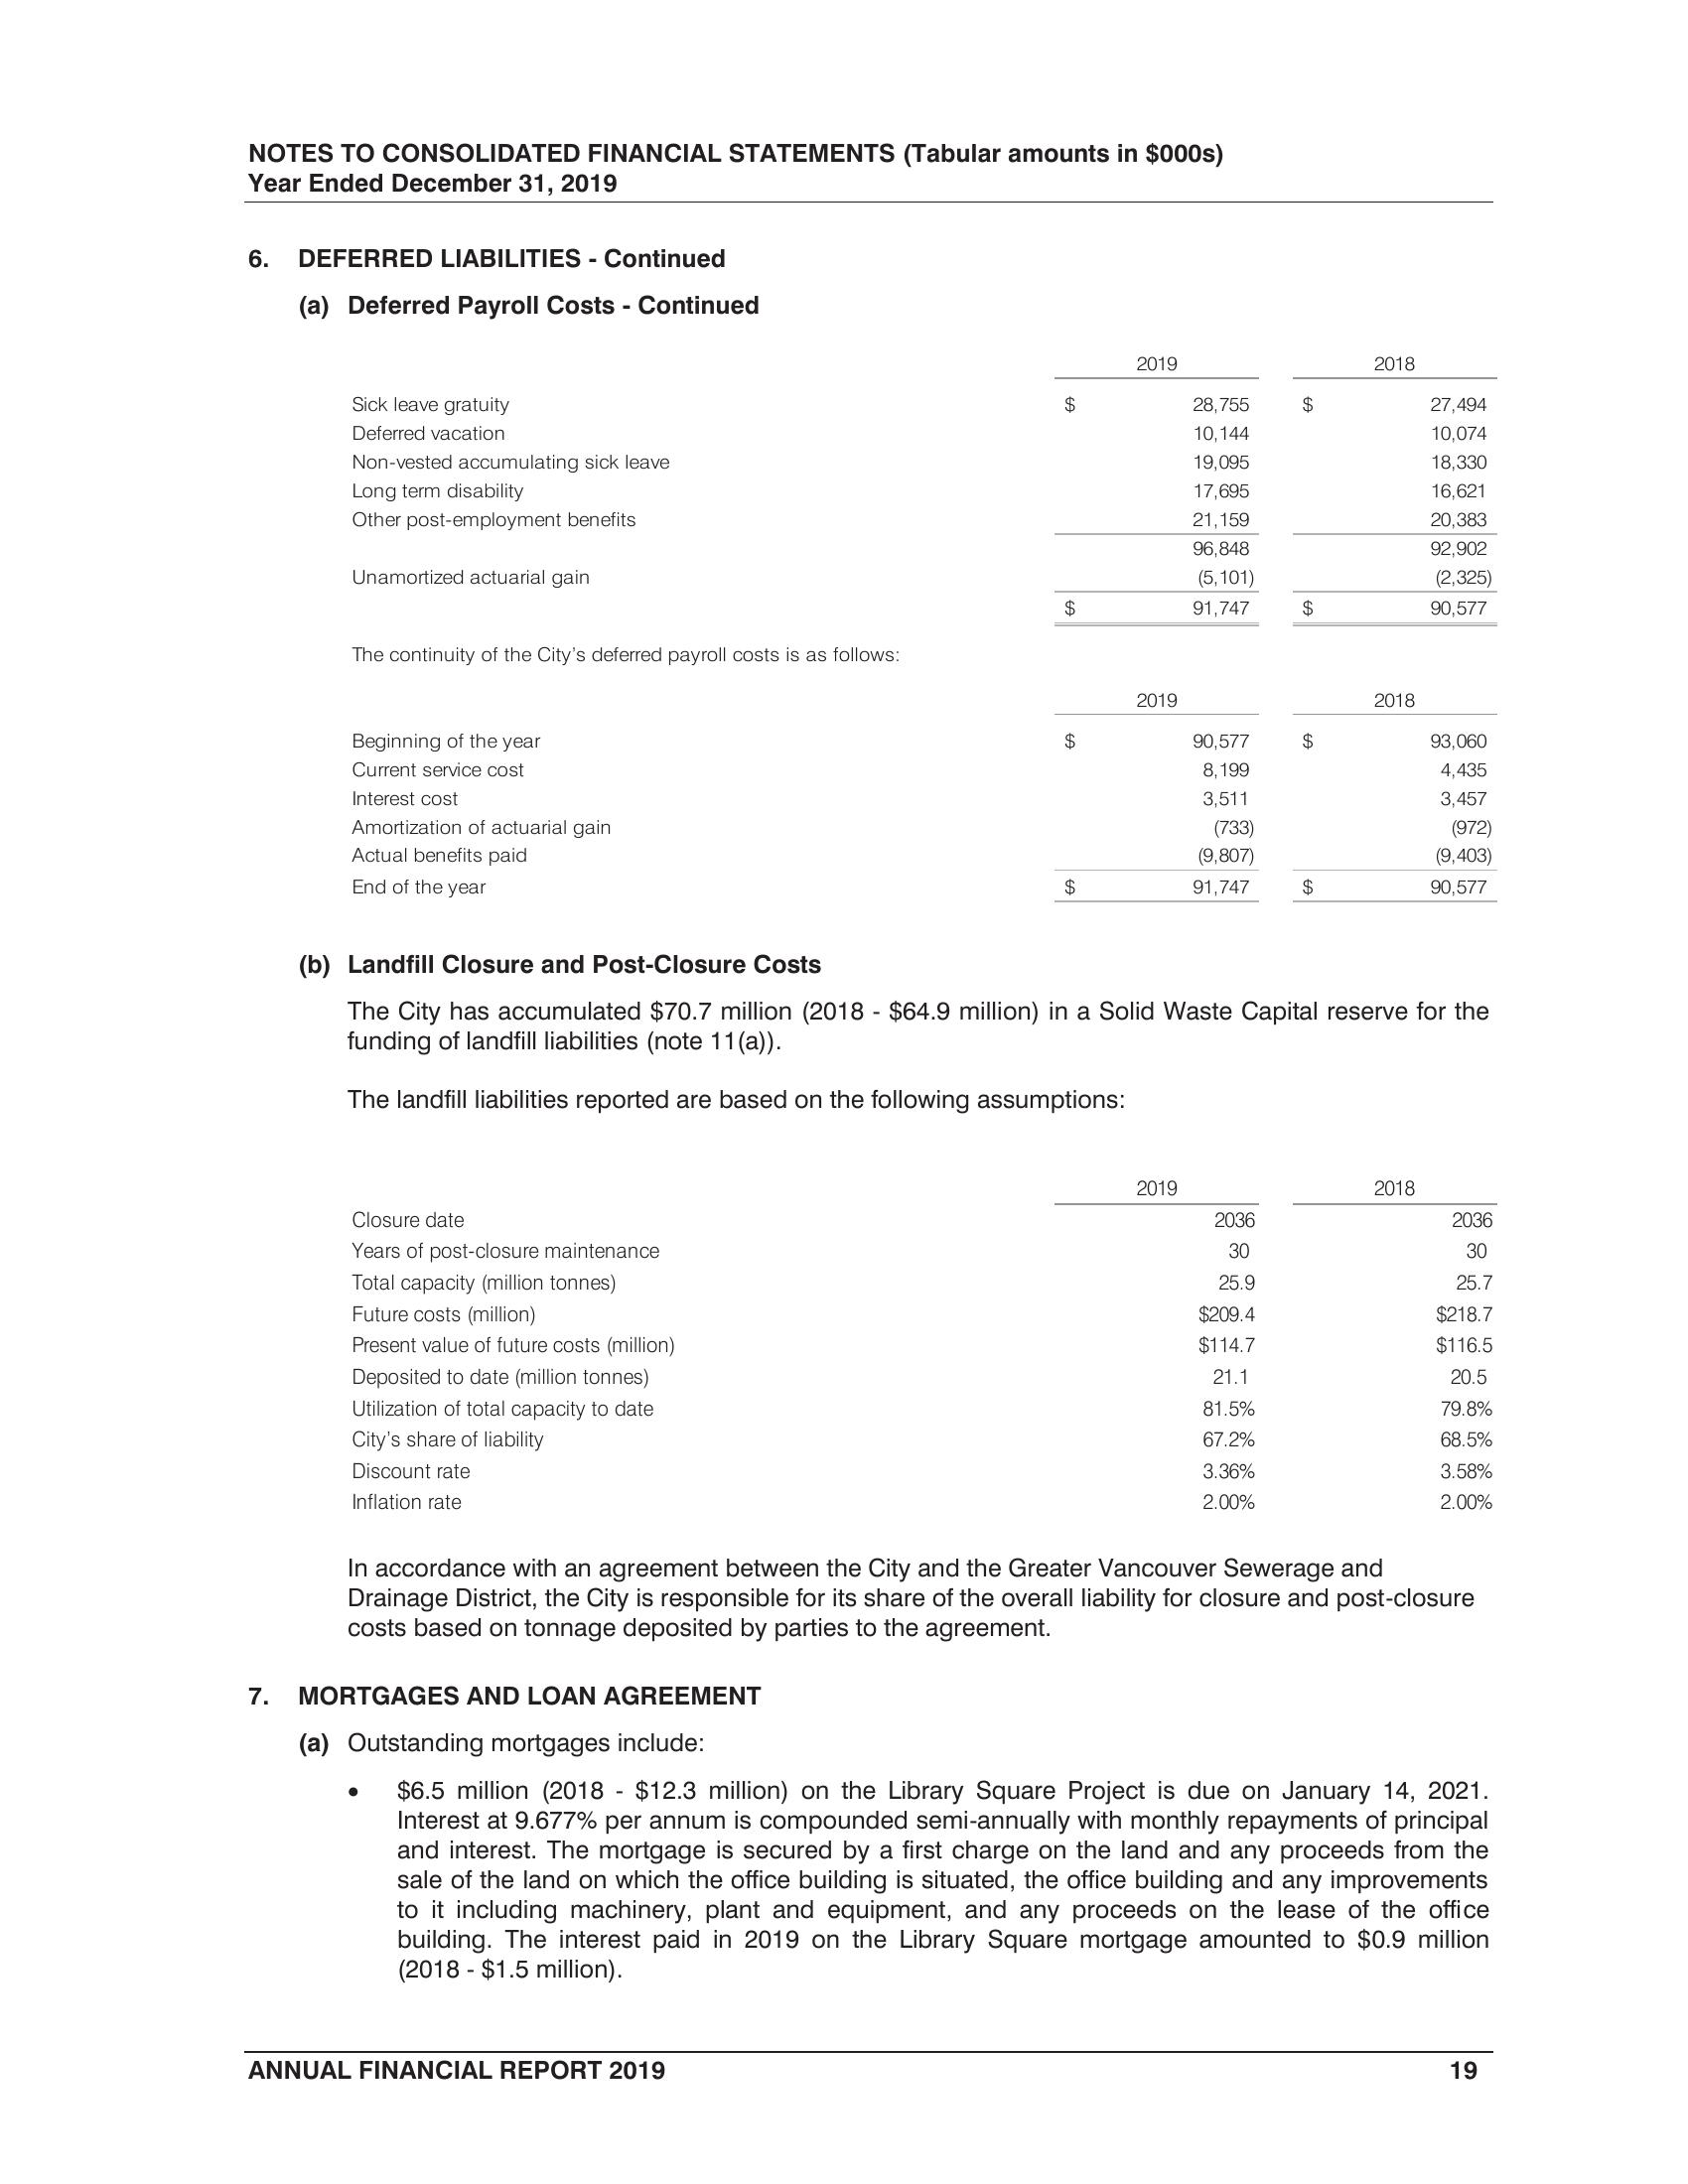 NOTES TO CONSOLIDATED FINANCIAL STATEMENTS (Tabular amounts in $000s)
Year Ended December 31, 2019
6. DEFERRED LIABILITIES - Continued
(a) Deferred Payroll Costs - Continued
2019 2018
Sick leave gratuity $ 28,755 $ 27,494
Deferred vacation 10,144 10,074
Non-vested accumulating sick leave 19,095 18,330
Long term disability 17,695 16,621
Other post-employment benefits 21,159 20,383
96,848 92,902
Unamortized actuarial gain (5,101) (2,325)
$ 91,747 $ 90,577
The continuity of the City's deferred payroll costs is as follows:
2019 2018
Beginning of the year $ 90,577 $ 93,060
Current service cost 8,199 4,435
Interest cost 3,511 3,457
Amortization of actuarial gain (733) (972)
Actual benefits paid (9,807) (9,403)
End of the year $ 91,747 $ 90,577
(b) Landfill Closure and Post-Closure Costs
The City has accumulated $70.7 million (2018 - $64.9 million) in a Solid Waste Capital reserve for the
funding of landfill liabilities (note 11(a)).
The landfill liabilities reported are based on the following assumptions:
2019 2018
Closure date 2036 2036
Years of post-closure maintenance 30 30
Total capacity (million tonnes) 25.9 25.7
Future costs (million) $209.4 $218.7
Present value of future costs (million) $114.7 $116.5
Deposited to date (million tonnes) 21.1 20.5
Utilization of total capacity to date 81.5% 79.8%
City's share of liability 67.2% 68.5%
Discount rate 3.36% 3.58%
Inflation rate 2.00% 2.00%
In accordance with an agreement between the City and the Greater Vancouver Sewerage and
Drainage District, the City is responsible for its share of the overall liability for closure and post-closure
costs based on tonnage deposited by parties to the agreement.
7. MORTGAGES AND LOAN AGREEMENT
(a) Outstanding mortgages include:
• $6.5 million (2018 - $12.3 million) on the Library Square Project is due on January 14, 2021.
Interest at 9.677% per annum is compounded semi-annually with monthly repayments of principal
and interest. The mortgage is secured by a first charge on the land and any proceeds from the
sale of the land on which the office building is situated, the office building and any improvements
to it including machinery, plant and equipment, and any proceeds on the lease of the office
building. The interest paid in 2019 on the Library Square mortgage amounted to $0.9 million
(2018 - $1.5 million).
ANNUAL FINANCIAL REPORT 2019 19